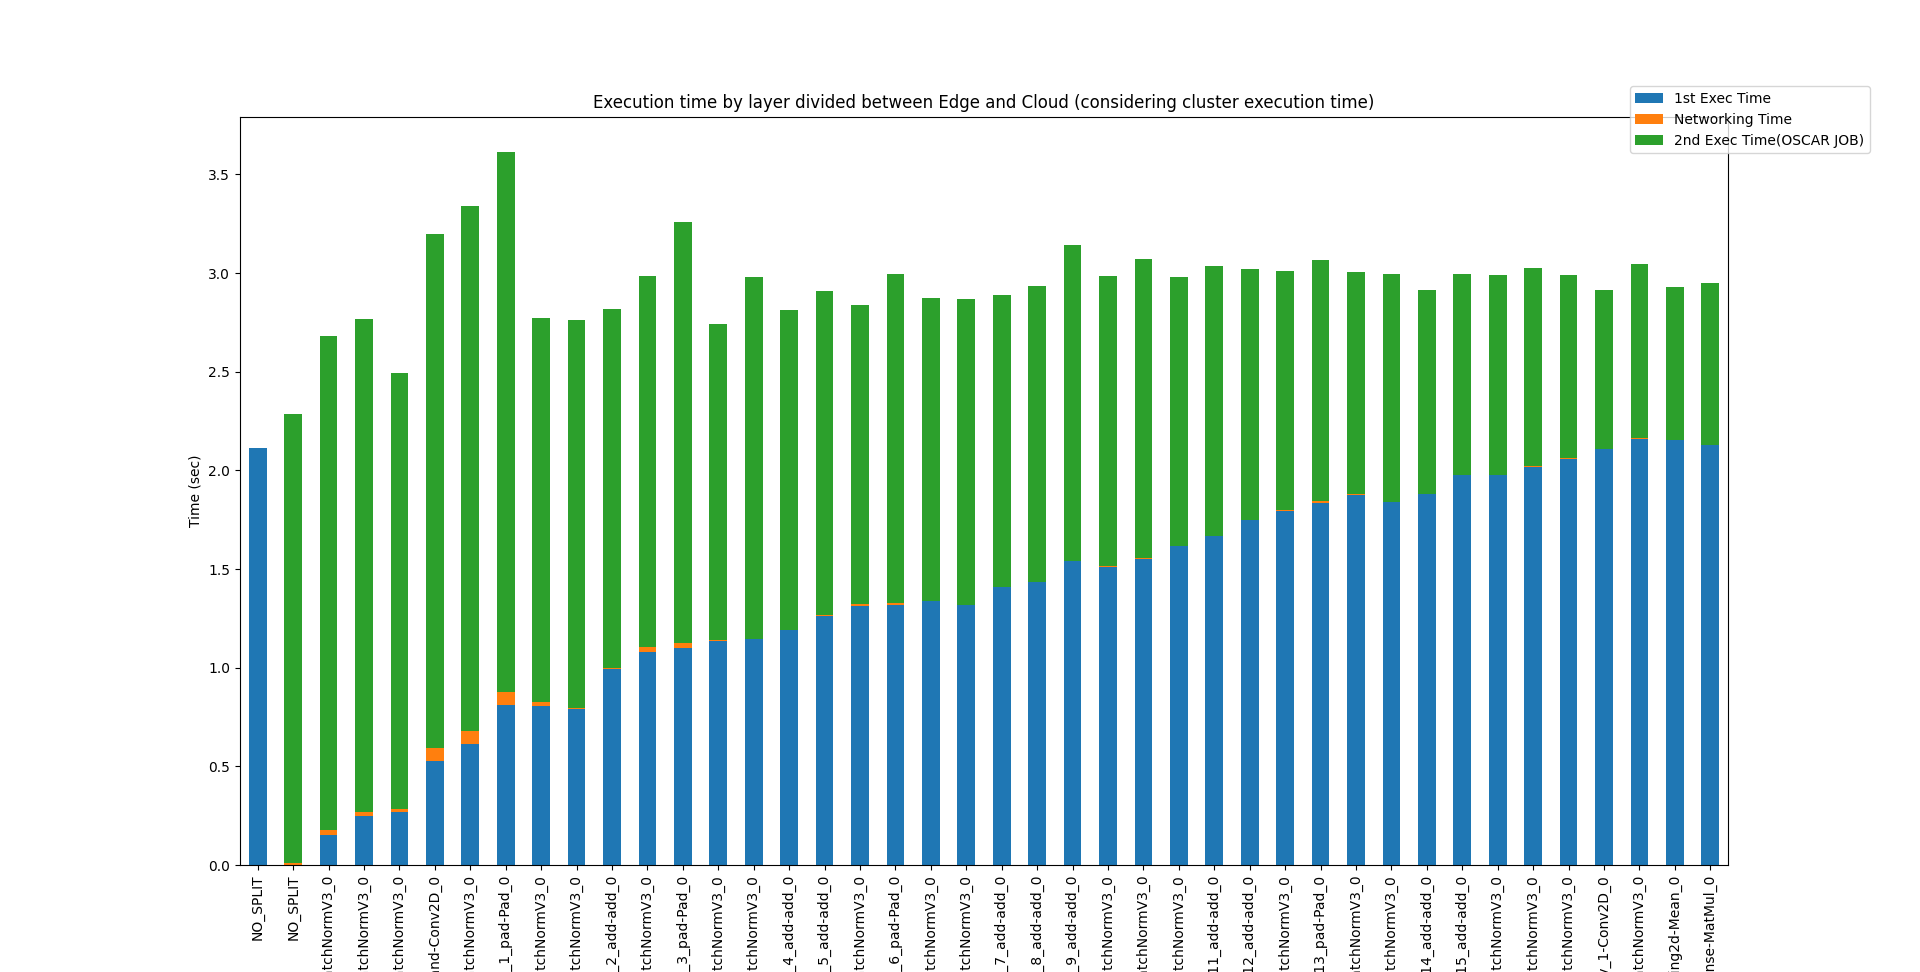 Execution time by layer divided between Edge and Cloud (considering cluster execution time)
1st Exec Time
Networking Time
2nd Exec Time(OSCAR JOB)
Time (sec)
3.5
3.0
2.5
2.0
1.5
1.0
0.5
0.0
NO_SPLIT
NO_SPLIT
tchNormV3_0
tchNormV3_0
tchNormV3_0
and-Conv2D_0
tchNormV3_0
_1_pad-Pad_0
tchNormV3_0
tchNormV3_0
_2_add-add_0
tchNormV3_0
_3_pad-Pad_0
tchNormV3_0
tchNormV3_0
_4_add-add_0
_5_add-add_0
tchNormV3_0
_6_pad-Pad_0
tchNormV3_0
tchNormV3_0
_7_add-add_0
_8_add-add_0
_9_add-add_0
tchNormV3_0
atchNormV3_0
tchNormV3_0
11_add-add_0
12_add-add_0
tchNormV3_0
13_pad-Pad_0
atchNormV3_0
tchNormV3_0
14_add-add_0
15_add-add_0
tchNormV3_0
tchNormV3_0
tchNormV3_0
_1-Conv2D_0
atchNormV3_0
ing2d-Mean_0
nse-MatMul_0